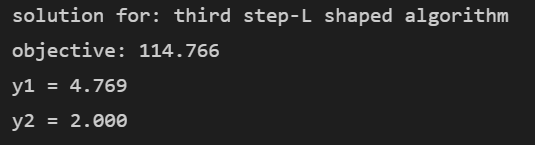 solution for: third step-L shaped algorithm
objective: 114.766
y1 = 4.769
y2 = 2.000